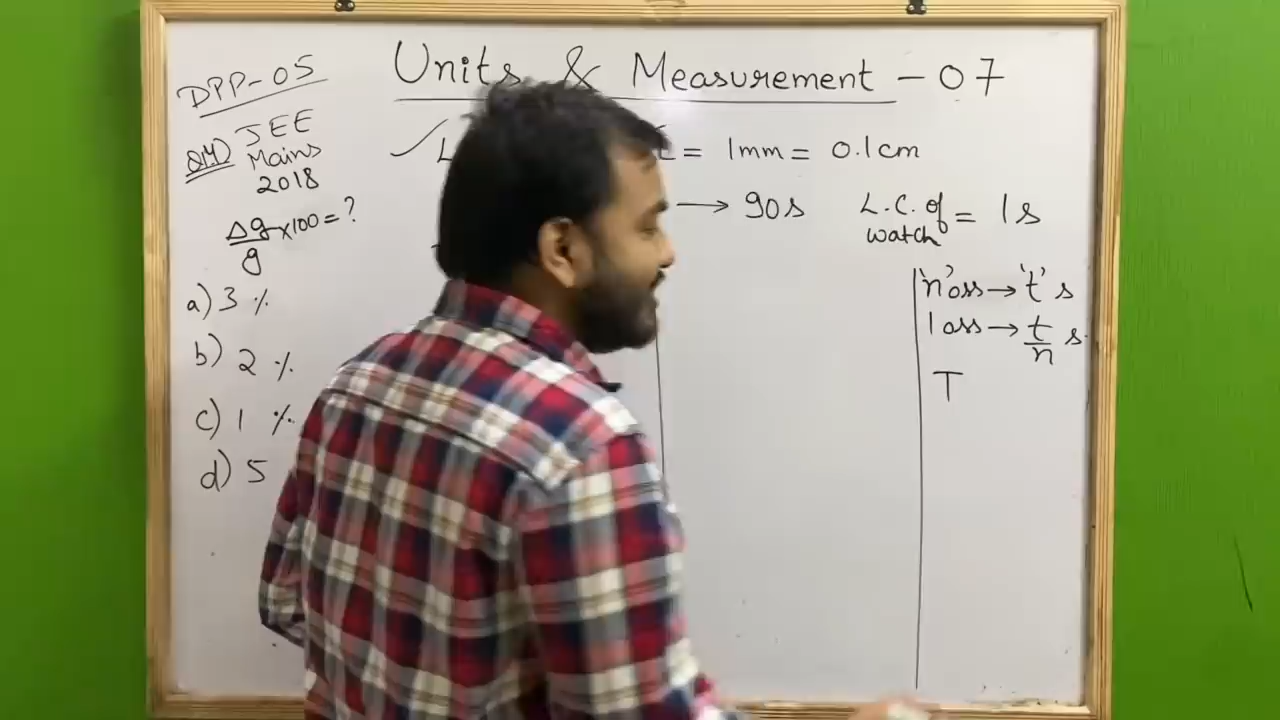 Units & Measurement - 07
DPP-05
Q14) JEE
Mains
2018
Δg/g x100 = ?
a) 3 %
b) 2 %
c) 1 %
d) 5
L = 1mm = 0.1cm
→ 90s
L.C. of watch = 1s
'n' oss → 't' s
1 oss → t/n s.
T